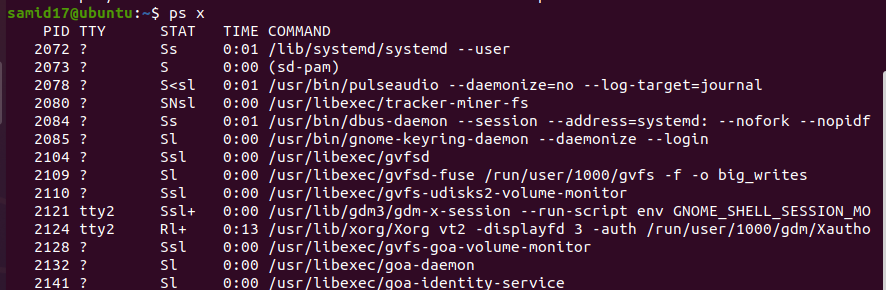 samid17@ubuntu:~$ ps x
PID TTY STAT TIME COMMAND
2072 ? Ss 0:01 /lib/systemd/systemd --user
2073 ? S 0:00 (sd-pam)
2078 ? S<sl 0:01 /usr/bin/pulseaudio --daemonize=no --log-target=journal
2080 ? SNsl 0:00 /usr/libexec/tracker-miner-fs
2084 ? Ss 0:01 /usr/bin/dbus-daemon --session --address=systemd: --nofork --nopidf
2085 ? Sl 0:00 /usr/bin/gnome-keyring-daemon --daemonize --login
2104 ? Ssl 0:00 /usr/libexec/gvfsd
2109 ? Sl 0:00 /usr/libexec/gvfsd-fuse /run/user/1000/gvfs -f -o big_writes
2110 ? Ssl 0:00 /usr/libexec/gvfs-udisks2-volume-monitor
2121 tty2 Ssl+ 0:00 /usr/lib/gdm3/gdm-x-session --run-script env GNOME_SHELL_SESSION_MO
2124 tty2 Rl+ 0:13 /usr/lib/xorg/Xorg vt2 -displayfd 3 -auth /run/user/1000/gdm/Xautho
2128 ? Ssl 0:00 /usr/libexec/gvfs-goa-volume-monitor
2132 ? Sl 0:00 /usr/libexec/goa-daemon
2141 ? Sl 0:00 /usr/libexec/goa-identity-service